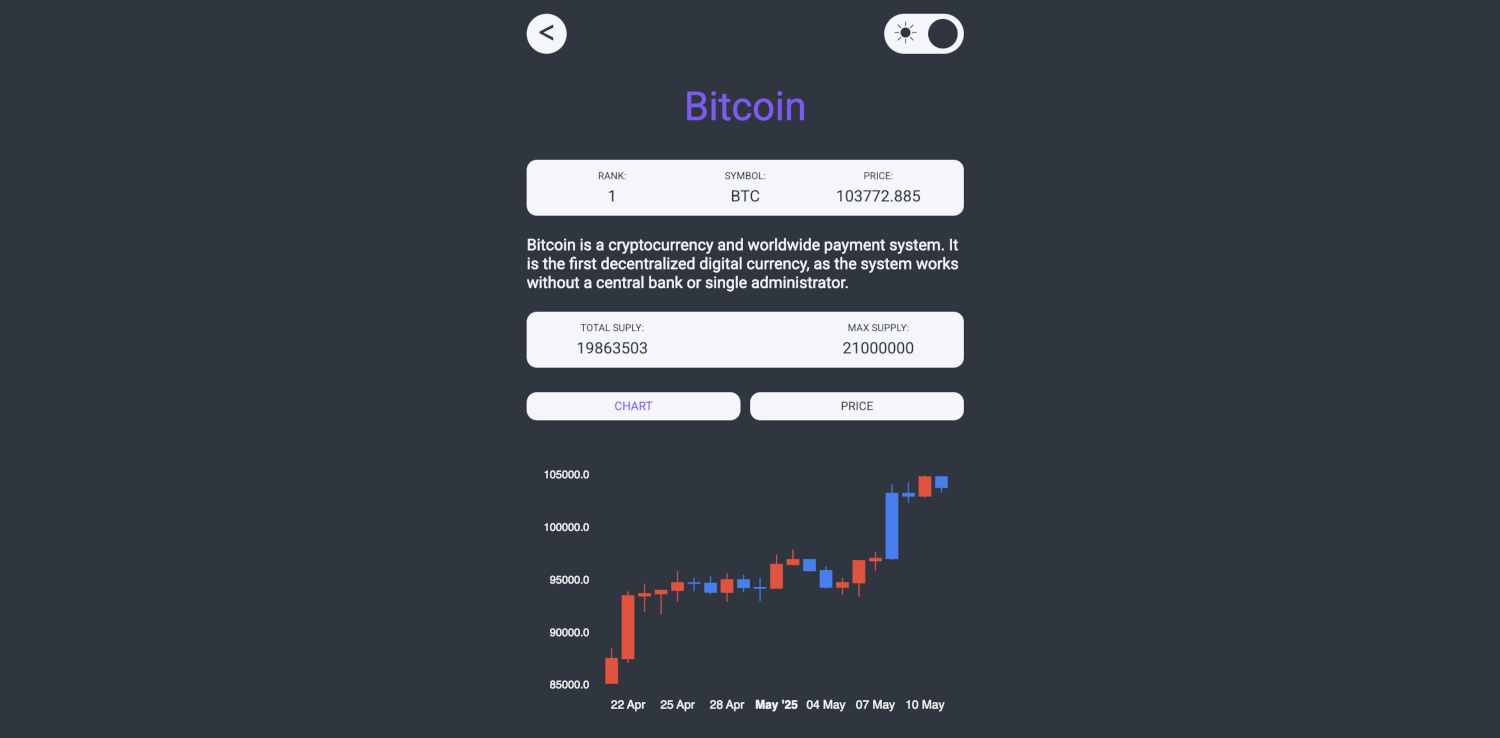 <
Bitcoin
RANK: SYMBOL: PRICE:
1 BTC 103772.885
Bitcoin is a cryptocurrency and worldwide payment system. It
is the first decentralized digital currency, as the system works
without a central bank or single administrator.
TOTAL SUPLY: MAX SUPPLY:
19863503 21000000
CHART PRICE
105000.0
100000.0
95000.0
90000.0
85000.0
22 Apr 25 Apr 28 Apr May '25 04 May 07 May 10 May